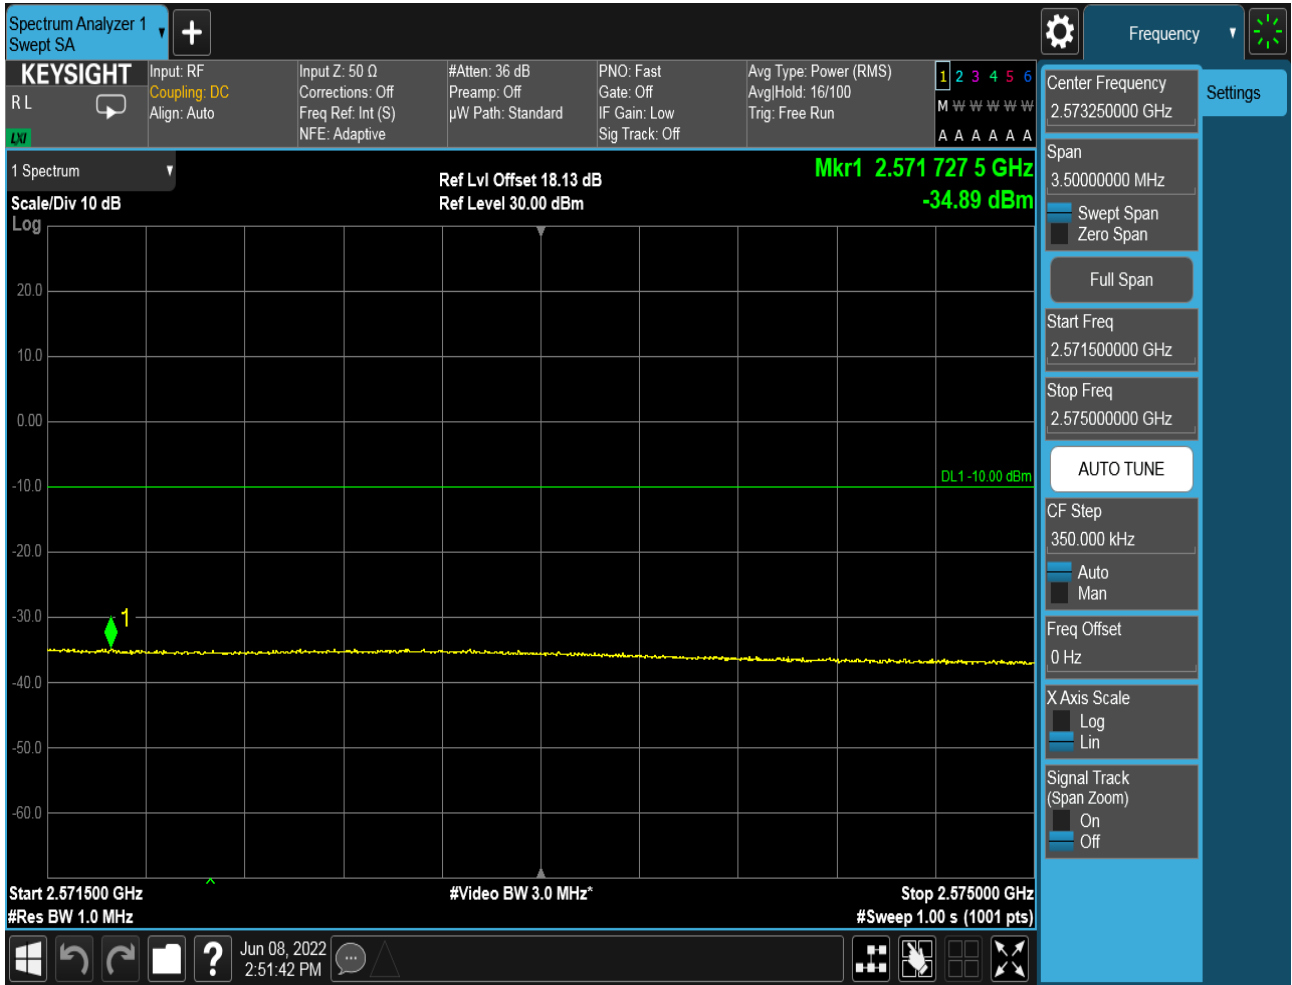 Spectrum Analyzer 1
Swept SA
Frequency
KEYSIGHT
R L
LXI
Input: RF
Coupling: DC
Align: Auto
Input Z: 50 Ω
Corrections: Off
Freq Ref: Int (S)
NFE: Adaptive
#Atten: 36 dB
Preamp: Off
µW Path: Standard
PNO: Fast
Gate: Off
IF Gain: Low
Sig Track: Off
Avg Type: Power (RMS)
Avg|Hold: 16/100
Trig: Free Run
1 2 3 4 5 6
M W W W W W
A A A A A A
1 Spectrum
Scale/Div 10 dB
Log
Ref Lvl Offset 18.13 dB
Ref Level 30.00 dBm
Mkr1 2.571 727 5 GHz
-34.89 dBm
20.0
10.0
0.00
-10.0
-20.0
-30.0
-40.0
-50.0
-60.0
DL1 -10.00 dBm
1
Start 2.571500 GHz
#Res BW 1.0 MHz
#Video BW 3.0 MHz*
Stop 2.575000 GHz
#Sweep 1.00 s (1001 pts)
Center Frequency
2.573250000 GHz
Settings
Span
3.50000000 MHz
Swept Span
Zero Span
Full Span
Start Freq
2.571500000 GHz
Stop Freq
2.575000000 GHz
AUTO TUNE
CF Step
350.000 kHz
Auto
Man
Freq Offset
0 Hz
X Axis Scale
Log
Lin
Signal Track
(Span Zoom)
On
Off
?
Jun 08, 2022
2:51:42 PM